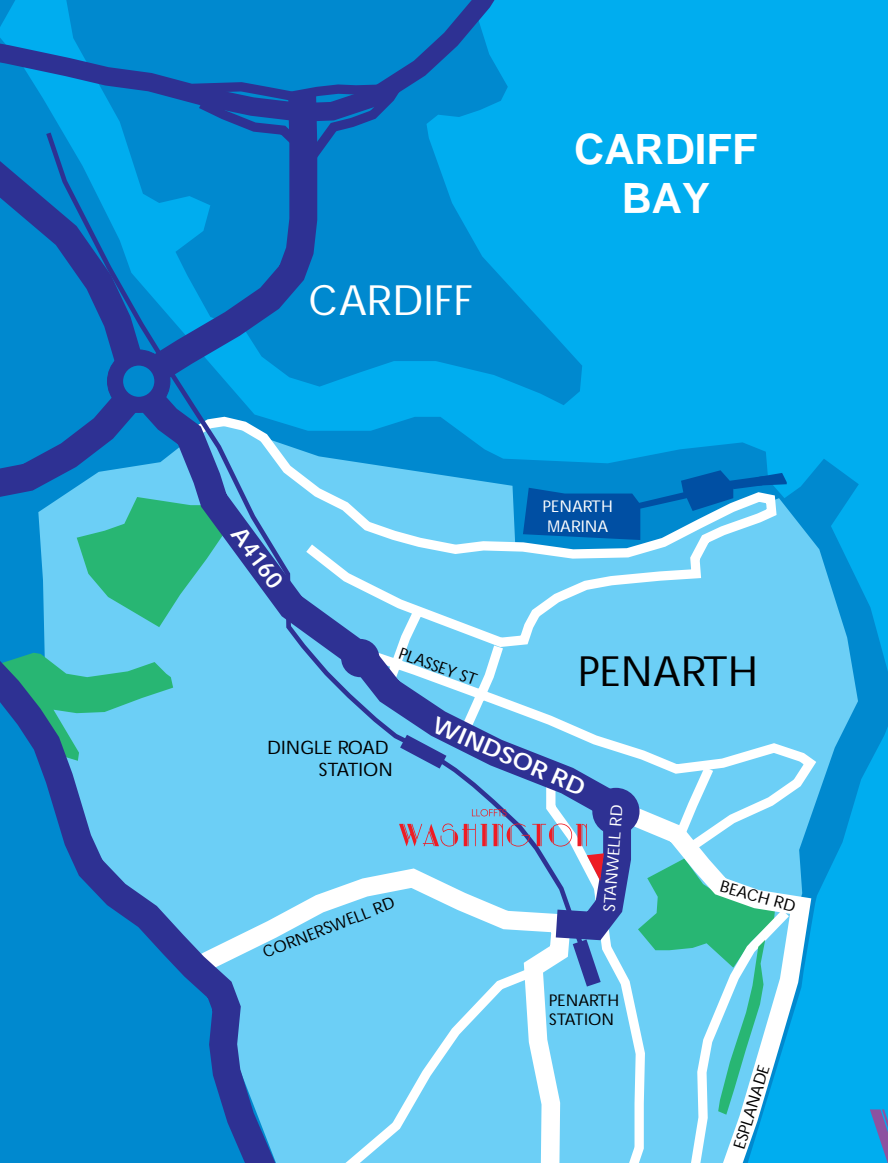 CARDIFF
BAY
CARDIFF
PENARTH
MARINA
A4160
PLASSEY ST
PENARTH
WINDSOR RD
DINGLE ROAD
STATION
WASHINGTON
STANWELL RD
BEACH RD
CORNERSWELL RD
PENARTH
STATION
ESPLANADE